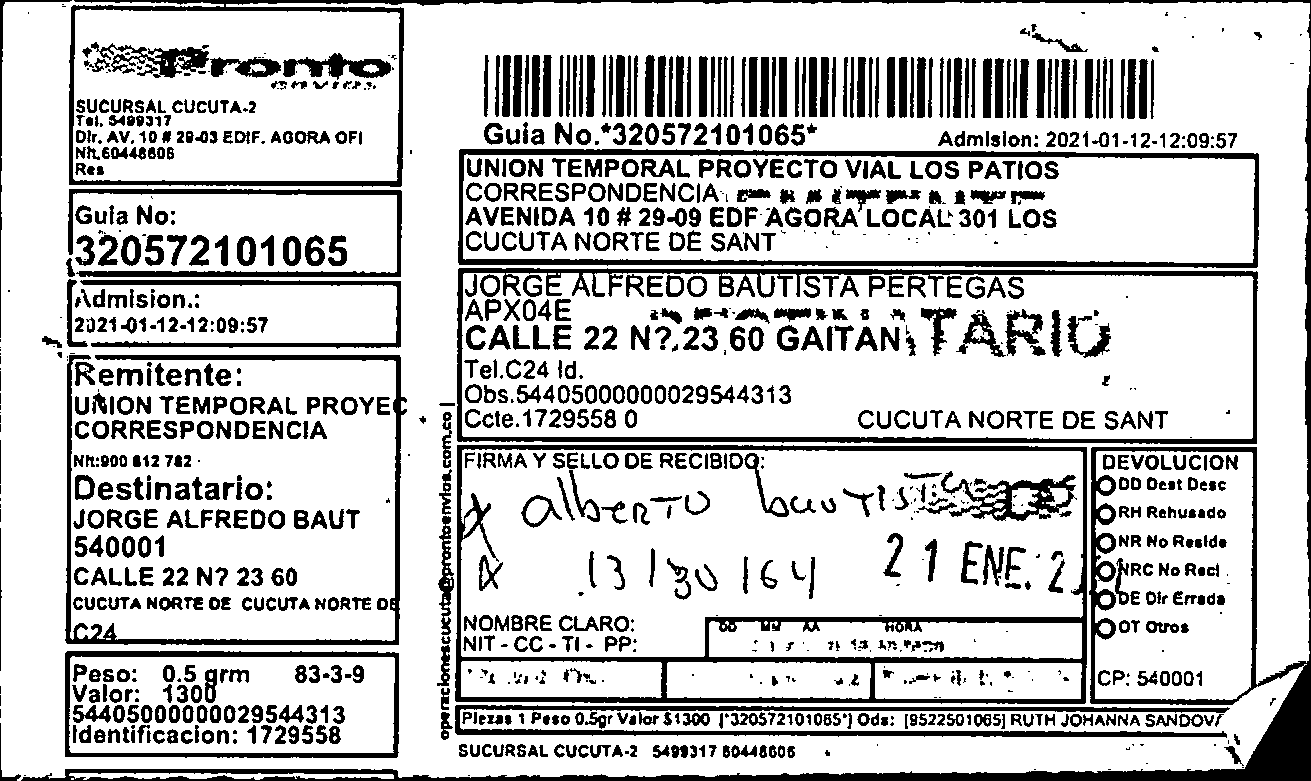 Pronto
envios
SUCURSAL CUCUTA-2
Tel. 5499317
Dir. AV. 10 # 29-03 EDIF. AGORA OFI
Nit.60448606
Res
Guia No:
320572101065
Admision.:
2021-01-12-12:09:57
Remitente:
UNION TEMPORAL PROYEC
CORRESPONDENCIA
Nit:900 612 782
Destinatario:
JORGE ALFREDO BAUT
540001
CALLE 22 N? 23 60
CUCUTA NORTE DE CUCUTA NORTE DE
C24
Peso: 0.5 grm 83-3-9
Valor: 1300
54405000000029544313
Identificacion: 1729558
Guia No.*320572101065*
Admision: 2021-01-12-12:09:57
UNION TEMPORAL PROYECTO VIAL LOS PATIOS
CORRESPONDENCIA
AVENIDA 10 # 29-09 EDF AGORA LOCAL 301 LOS
CUCUTA NORTE DE SANT
JORGE ALFREDO BAUTISTA PERTEGAS
APX04E
CALLE 22 N?.23 60 GAITAN
TARIO
Tel.C24 Id.
Obs.54405000000029544313
Ccte.1729558 0 CUCUTA NORTE DE SANT
operacionescucuta@prontoenvios.com.co
FIRMA Y SELLO DE RECIBIDO:
alberto bautista
13 130 164
21 ENE. 2
NOMBRE CLARO:
NIT - CC - TI - PP:
DD MM AA HORA
DEVOLUCION
DD Dest Desc
RH Rehusado
NR No Reside
NRC No Recl
DE Dir Errada
OT Otros
CP: 540001
Piezas 1 Peso 0.5gr Valor $1300 [*320572101065*] Ods: [9522501065] RUTH JOHANNA SANDOVA
SUCURSAL CUCUTA-2 5499317 60448606